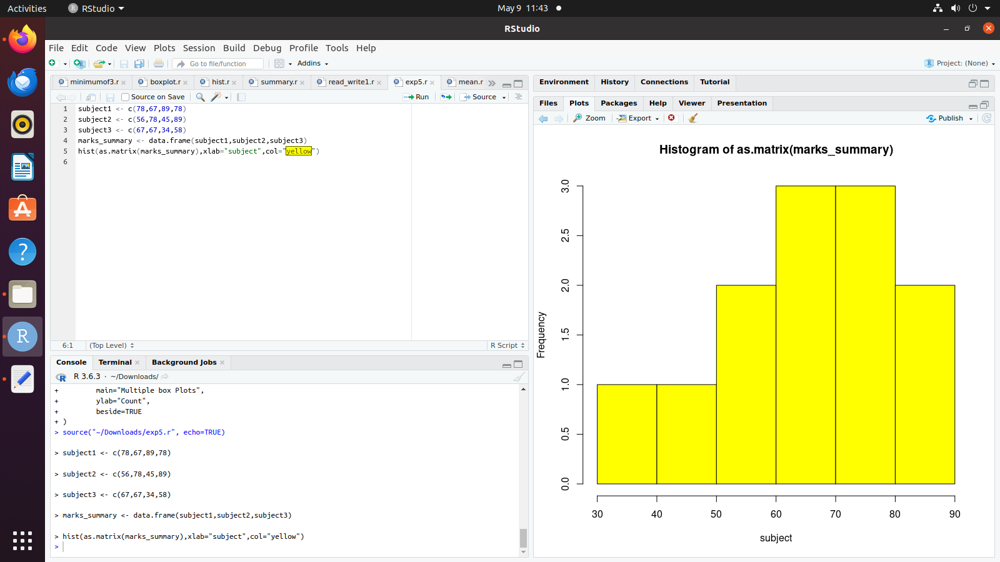 Activities
RStudio
May 9 11:43
RStudio
File Edit Code View Plots Session Build Debug Profile Tools Help
Go to file/function
Addins
Project: (None)
minimumof3.r
boxplot.r
hist.r
summary.r
read_write1.r
exp5.r
mean.r
Source on Save
Run
Source
1 subject1 <- c(78,67,89,78)
2 subject2 <- c(56,78,45,89)
3 subject3 <- c(67,67,34,58)
4 marks_summary <- data.frame(subject1,subject2,subject3)
5 hist(as.matrix(marks_summary),xlab="subject",col="yellow")
6
6:1
(Top Level)
R Script
Console
Terminal
Background Jobs
R 3.6.3 · ~/Downloads/
+ main="Multiple box Plots",
+ ylab="Count",
+ beside=TRUE
+ )
> source("~/Downloads/exp5.r", echo=TRUE)
> subject1 <- c(78,67,89,78)
> subject2 <- c(56,78,45,89)
> subject3 <- c(67,67,34,58)
> marks_summary <- data.frame(subject1,subject2,subject3)
> hist(as.matrix(marks_summary),xlab="subject",col="yellow")
>
Environment
History
Connections
Tutorial
Files
Plots
Packages
Help
Viewer
Presentation
Zoom
Export
Publish
Histogram of as.matrix(marks_summary)
Frequency
3.0
2.5
2.0
1.5
1.0
0.5
0.0
30 40 50 60 70 80 90
subject